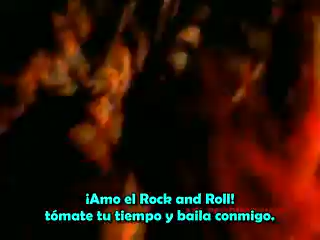 ¡Amo el Rock and Roll!
tómate tu tiempo y baila conmigo.